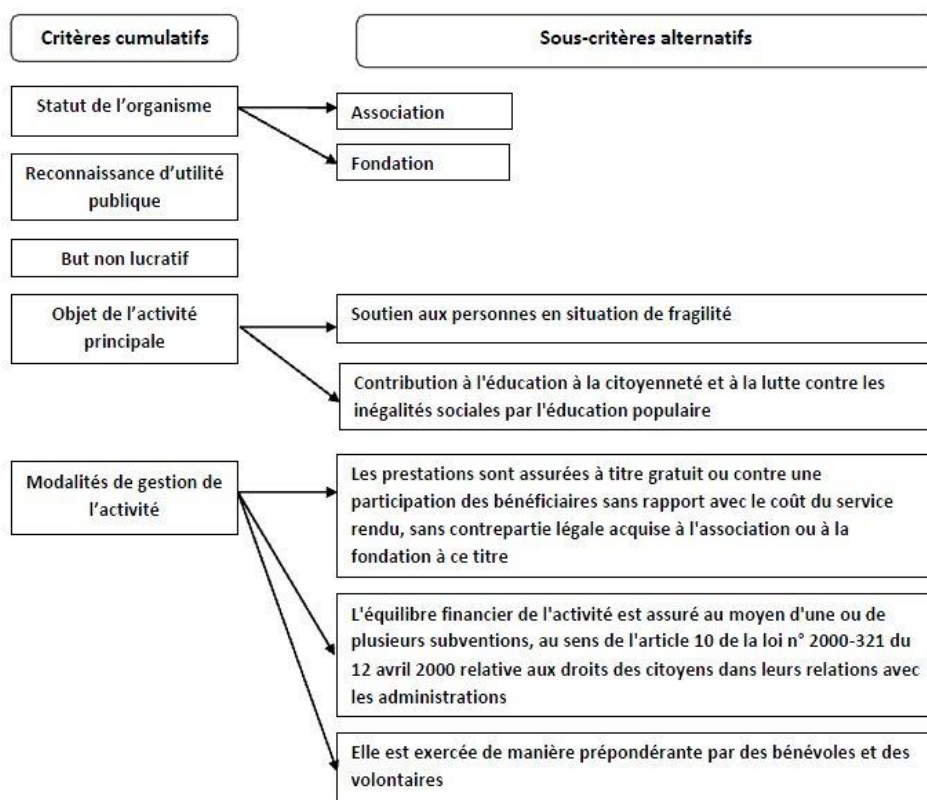 Critères cumulatifs
Sous-critères alternatifs
Statut de l'organisme
Association
Fondation
Reconnaissance d'utilité
publique
But non lucratif
Objet de l'activité
principale
Soutien aux personnes en situation de fragilité
Contribution à l'éducation à la citoyenneté et à la lutte contre les
inégalités sociales par l'éducation populaire
Modalités de gestion de
l'activité
Les prestations sont assurées à titre gratuit ou contre une
participation des bénéficiaires sans rapport avec le coût du service
rendu, sans contrepartie légale acquise à l'association ou à la
fondation à ce titre
L'équilibre financier de l'activité est assuré au moyen d'une ou de
plusieurs subventions, au sens de l'article 10 de la loi n° 2000-321 du
12 avril 2000 relative aux droits des citoyens dans leurs relations avec
les administrations
Elle est exercée de manière prépondérante par des bénévoles et des
volontaires